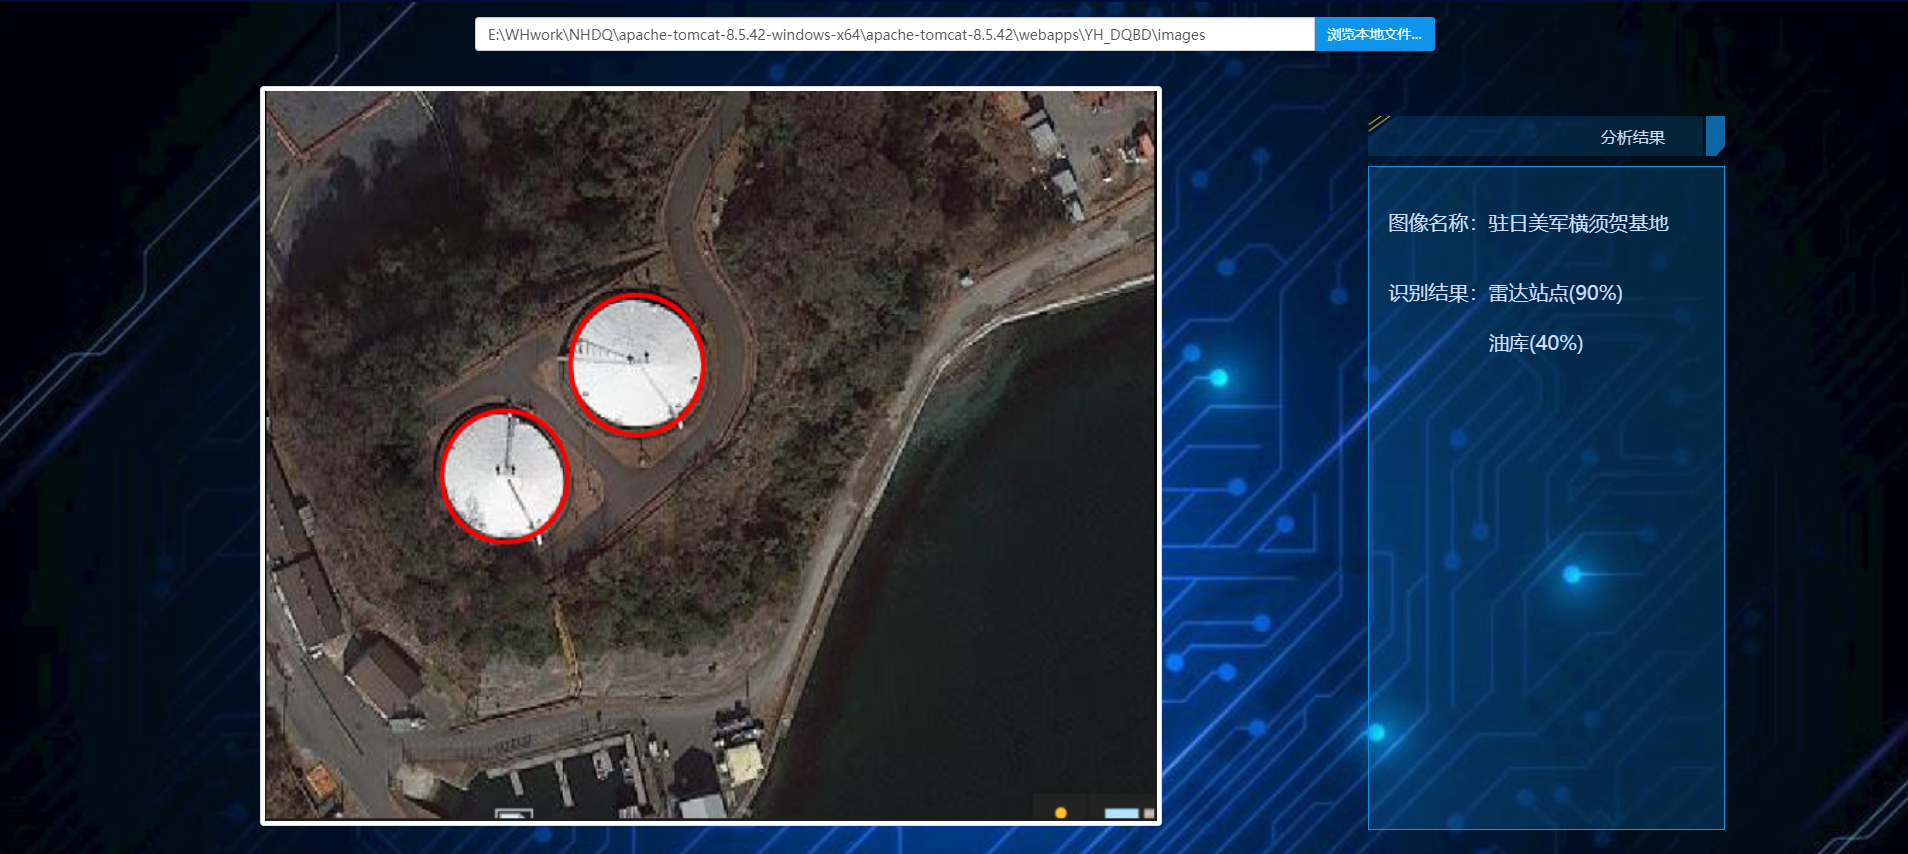 E:\WHwork\NHDQ\apache-tomcat-8.5.42-windows-x64\apache-tomcat-8.5.42\webapps\YH_DQBD\images
浏览本地文件...
分析结果
图像名称：驻日美军横须贺基地
识别结果：雷达站点(90%)
油库(40%)